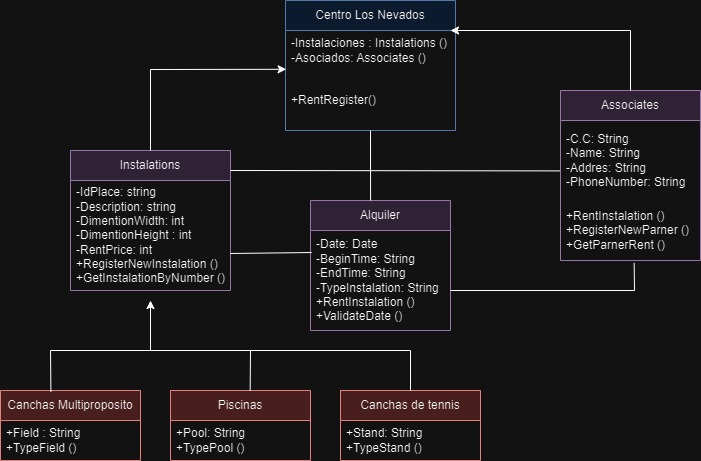 Centro Los Nevados
-Instalaciones : Instalations ()
-Asociados: Associates ()
+RentRegister()
Associates
-C.C: String
-Name: String
-Addres: String
-PhoneNumber: String
+RentInstalation ()
+RegisterNewParner ()
+GetParnerRent ()
Instalations
-IdPlace: string
-Description: string
-DimentionWidth: int
-DimentionHeight : int
-RentPrice: int
+RegisterNewInstalation ()
+GetInstalationByNumber ()
Alquiler
-Date: Date
-BeginTime: String
-EndTime: String
-TypeInstalation: String
+RentInstalation ()
+ValidateDate ()
Canchas Multiproposito
+Field : String
+TypeField ()
Piscinas
+Pool: String
+TypePool ()
Canchas de tennis
+Stand: String
+TypeStand ()